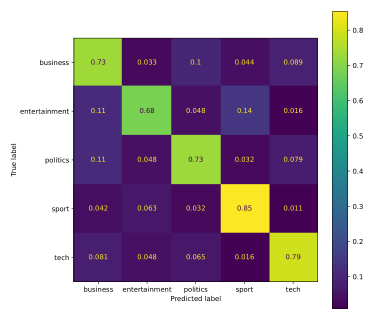 0.8
business 0.73 0.033 0.1 0.044 0.089
0.7
0.6
entertainment 0.11 0.68 0.048 0.14 0.016
0.5
True label
politics 0.11 0.048 0.73 0.032 0.079
0.4
sport 0.042 0.063 0.032 0.85 0.011
0.3
0.2
tech 0.081 0.048 0.065 0.016 0.79
0.1
business entertainment politics sport tech
Predicted label